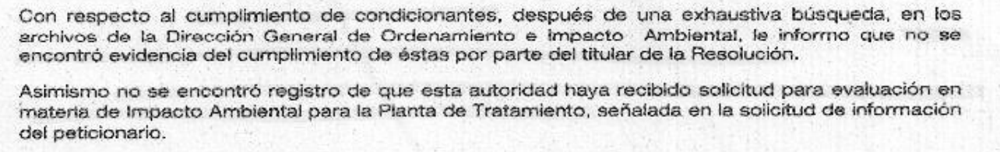 Con respecto al cumplimiento de condicionantes, después de una exhaustiva búsqueda, en los
archivos de la Dirección General de Ordenamiento e Impacto Ambiental, le informo que no se
encontró evidencia del cumplimiento de éstas por parte del titular de la Resolución.
Asimismo no se encontró registro de que esta autoridad haya recibido solicitud para evaluación en
materia de Impacto Ambiental para la Planta de Tratamiento, señalada en la solicitud de información
del peticionario.